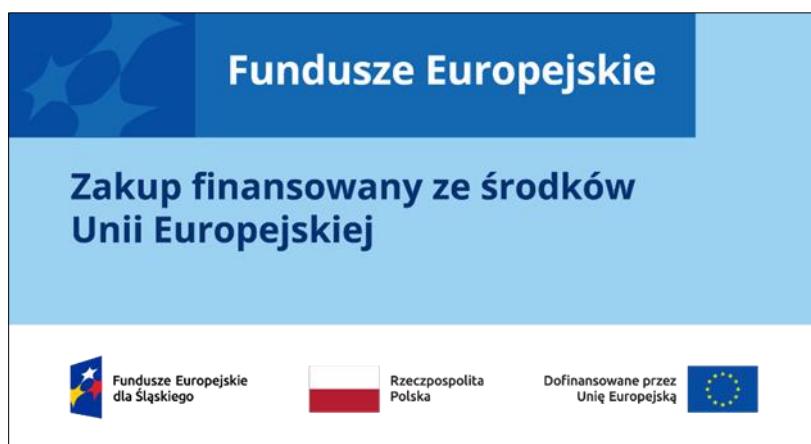 Fundusze Europejskie
Zakup finansowany ze środków
Unii Europejskiej
Fundusze Europejskie
dla Śląskiego
Rzeczpospolita
Polska
Dofinansowane przez
Unię Europejską